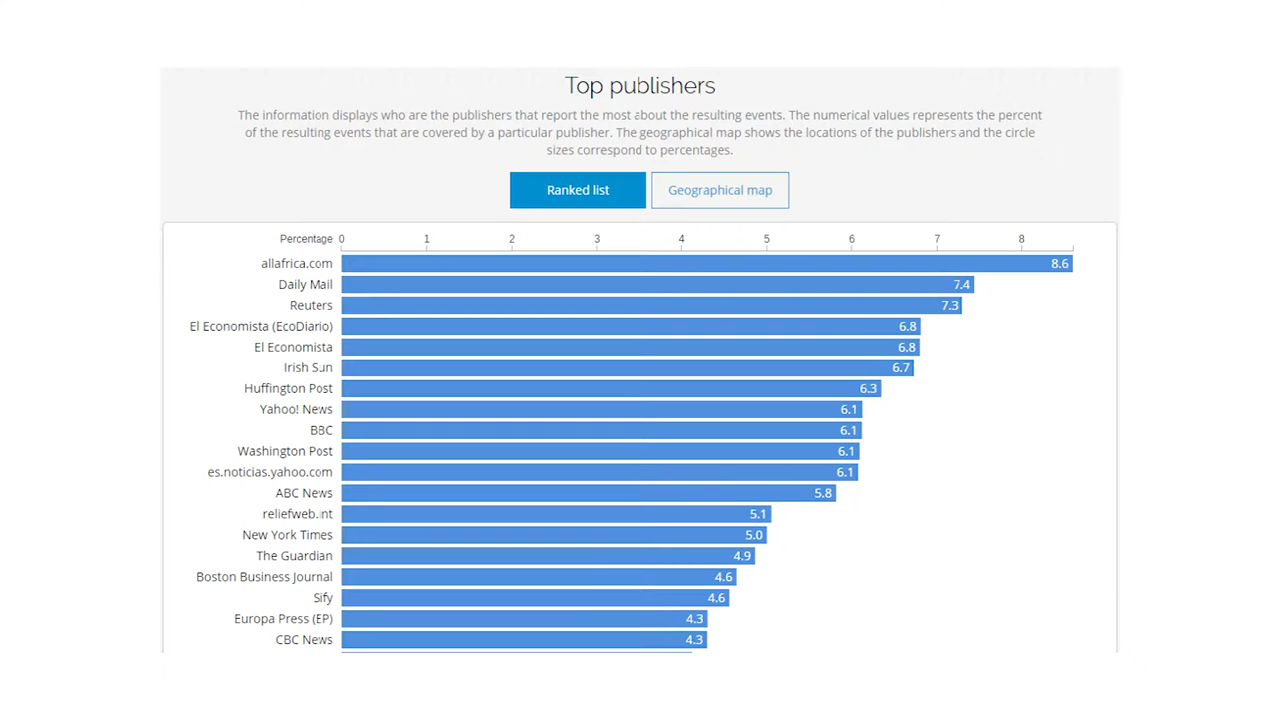 Top publishers
The information displays who are the publishers that report the most about the resulting events. The numerical values represents the percent
of the resulting events that are covered by a particular publisher. The geographical map shows the locations of the publishers and the circle
sizes correspond to percentages.
Ranked list Geographical map
Percentage 0 1 2 3 4 5 6 7 8
allafrica.com 8.6
Daily Mail 7.4
Reuters 7.3
El Economista (EcoDiario) 6.8
El Economista 6.8
Irish Sun 6.7
Huffington Post 6.3
Yahoo! News 6.1
BBC 6.1
Washington Post 6.1
es.noticias.yahoo.com 6.1
ABC News 5.8
reliefweb.int 5.1
New York Times 5.0
The Guardian 4.9
Boston Business Journal 4.6
Sify 4.6
Europa Press (EP) 4.3
CBC News 4.3